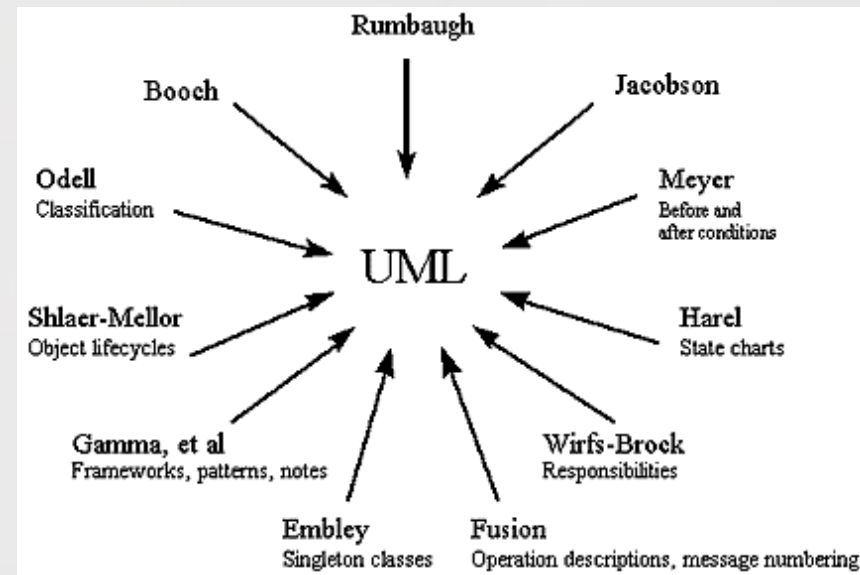 Rumbaugh
Booch
Jacobson
Odell
Classification
Meyer
Before and
after conditions
UML
Shlaer-Mellor
Object lifecycles
Harel
State charts
Gamma, et al
Frameworks, patterns, notes
Wirfs-Brock
Responsibilities
Embley
Singleton classes
Fusion
Operation descriptions, message numbering